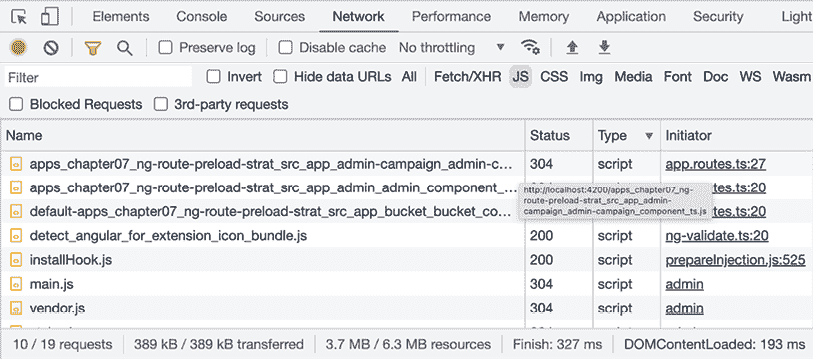 Elements Console Sources Network Performance Memory Application Security Light
Preserve log Disable cache No throttling
Filter Invert Hide data URLs All Fetch/XHR JS CSS Img Media Font Doc WS Wasm
Blocked Requests 3rd-party requests
Name Status Type Initiator
apps_chapter07_ng-route-preload-strat_src_app_admin-campaign_admin-c... 304 script app.routes.ts:27
apps_chapter07_ng-route-preload-strat_src_app_admin_admin_component_... script tes.ts:20
http://localhost:4200/apps_chapter07_ng-
route-preload-strat_src_app_admin-
campaign_admin-campaign_component_ts.js
default-apps_chapter07_ng-route-preload-strat_src_app_bucket_bucket_co... tes.ts:20
detect_angular_for_extension_icon_bundle.js 200 script ng-validate.ts:20
installHook.js 200 script prepareInjection.js:525
main.js 304 script admin
vendor.js 304 script admin
10 / 19 requests 389 kB / 389 kB transferred 3.7 MB / 6.3 MB resources Finish: 327 ms DOMContentLoaded: 193 ms